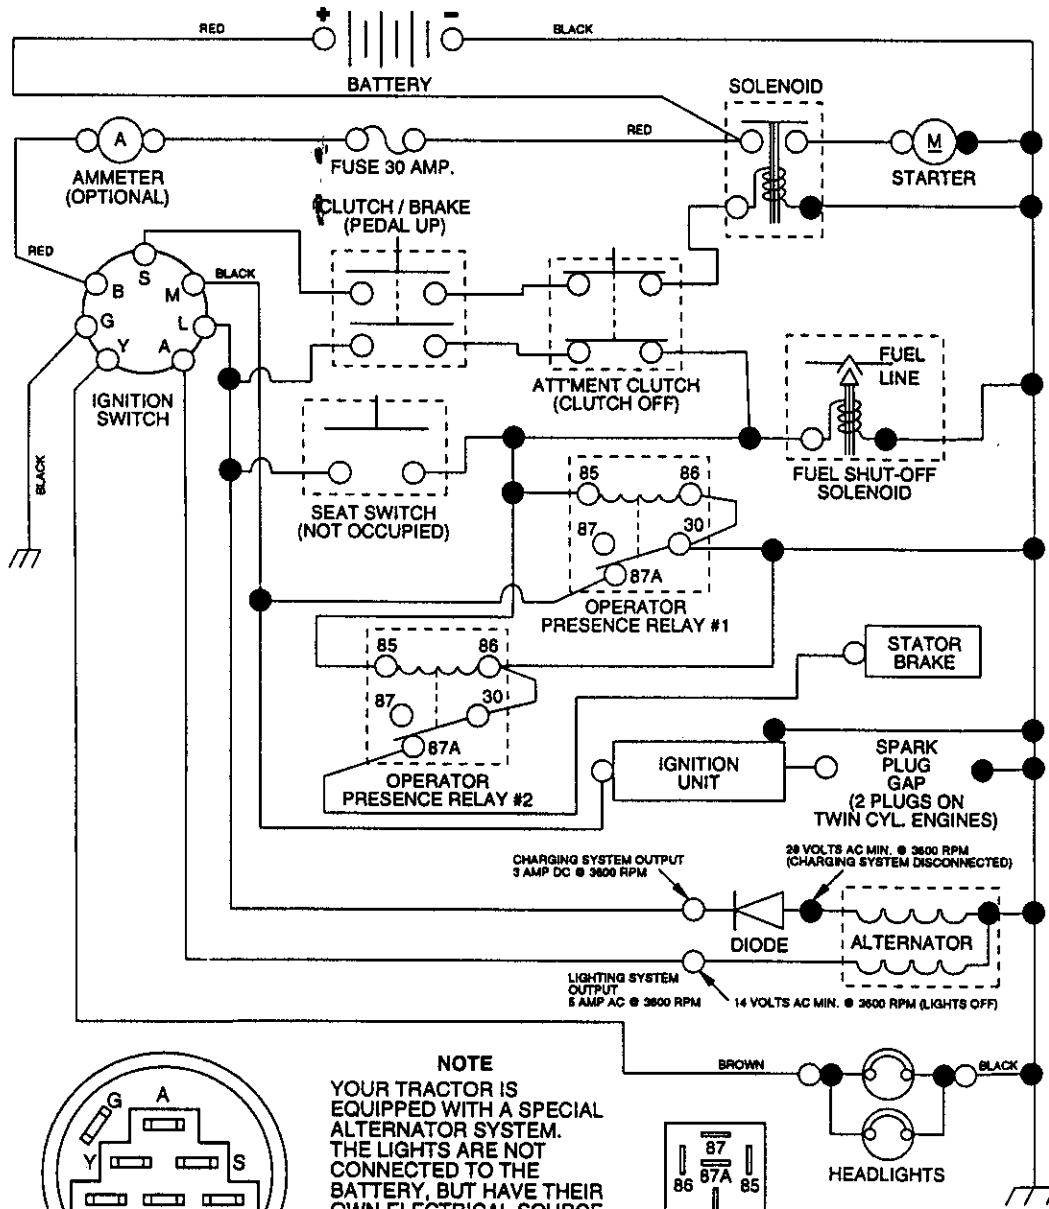 +
-
RED
BLACK
BATTERY
SOLENOID
A
RED
M
FUSE 30 AMP.
AMMETER
(OPTIONAL)
STARTER
CLUTCH / BRAKE
(PEDAL UP)
RED
S
BLACK
B
M
G
L
Y
A
IGNITION
SWITCH
FUEL
LINE
ATT'MENT CLUTCH
(CLUTCH OFF)
BLACK
FUEL SHUT-OFF
SOLENOID
SEAT SWITCH
(NOT OCCUPIED)
85
86
87
30
87A
OPERATOR
PRESENCE RELAY #1
85
86
87
30
87A
OPERATOR
PRESENCE RELAY #2
STATOR
BRAKE
IGNITION
UNIT
SPARK
PLUG
GAP
(2 PLUGS ON
TWIN CYL. ENGINES)
CHARGING SYSTEM OUTPUT
3 AMP DC @ 3600 RPM
28 VOLTS AC MIN. @ 3600 RPM
(CHARGING SYSTEM DISCONNECTED)
DIODE
ALTERNATOR
LIGHTING SYSTEM
OUTPUT
5 AMP AC @ 3600 RPM
14 VOLTS AC MIN. @ 3600 RPM (LIGHTS OFF)
BROWN
BLACK
HEADLIGHTS
G
A
Y
S
NOTE
YOUR TRACTOR IS
EQUIPPED WITH A SPECIAL
ALTERNATOR SYSTEM.
THE LIGHTS ARE NOT
CONNECTED TO THE
BATTERY, BUT HAVE THEIR
OWN ELECTRICAL SOURCE
87
87A
86
85